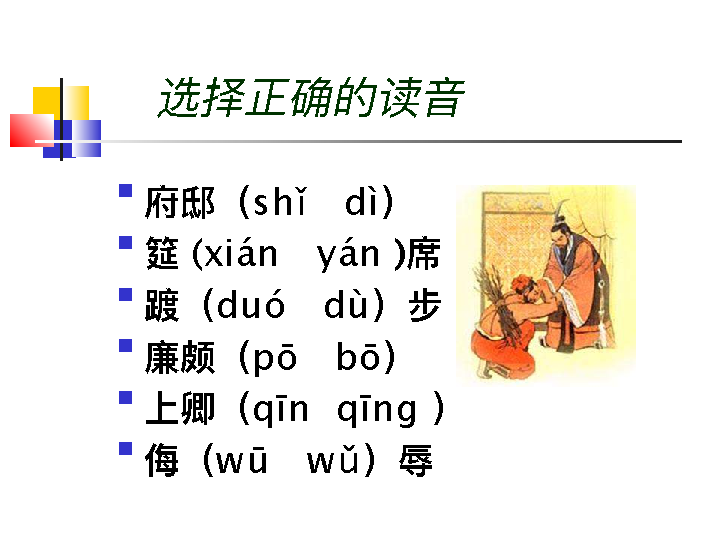 选择正确的读音
府邸（shǐ dì）
筵 (xián yán )席
踱（duó dù）步
廉颇（pō bō）
上卿（qīn qīng ）
侮（wū wǔ）辱